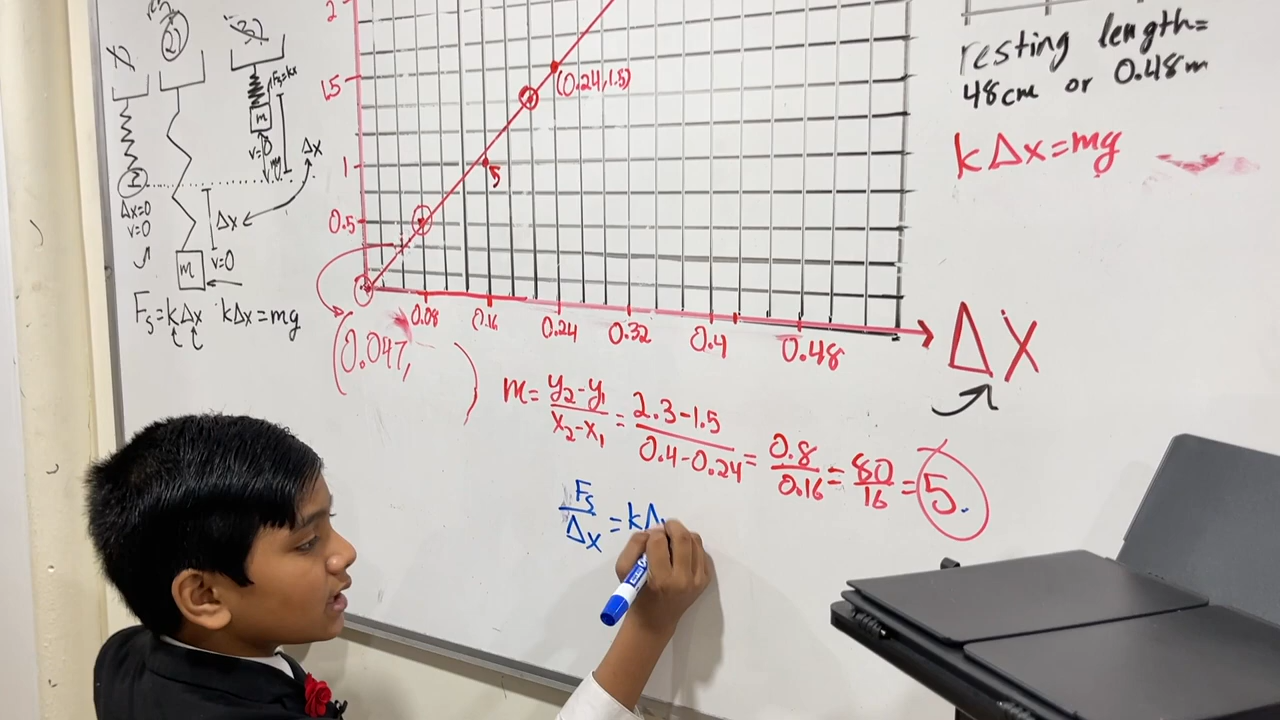 2)
3)
Fs=kx
m
v=0
mg
Δx
2
Δx=0
v=0
Δx
m
v=0
Fs=kΔx kΔx=mg
2
1.5
1
0.5
(0.24,1.5)
5
0.08 0.16 0.24 0.32 0.4 0.48
ΔX
(0.047, )
resting length=
48cm or 0.48m
kΔx=mg
m= y2-y1 / x2-x1 = 2.3-1.5 / 0.4-0.24 = 0.8 / 0.16 = 80 / 16 = 5.
Fs / Δx = kΔ